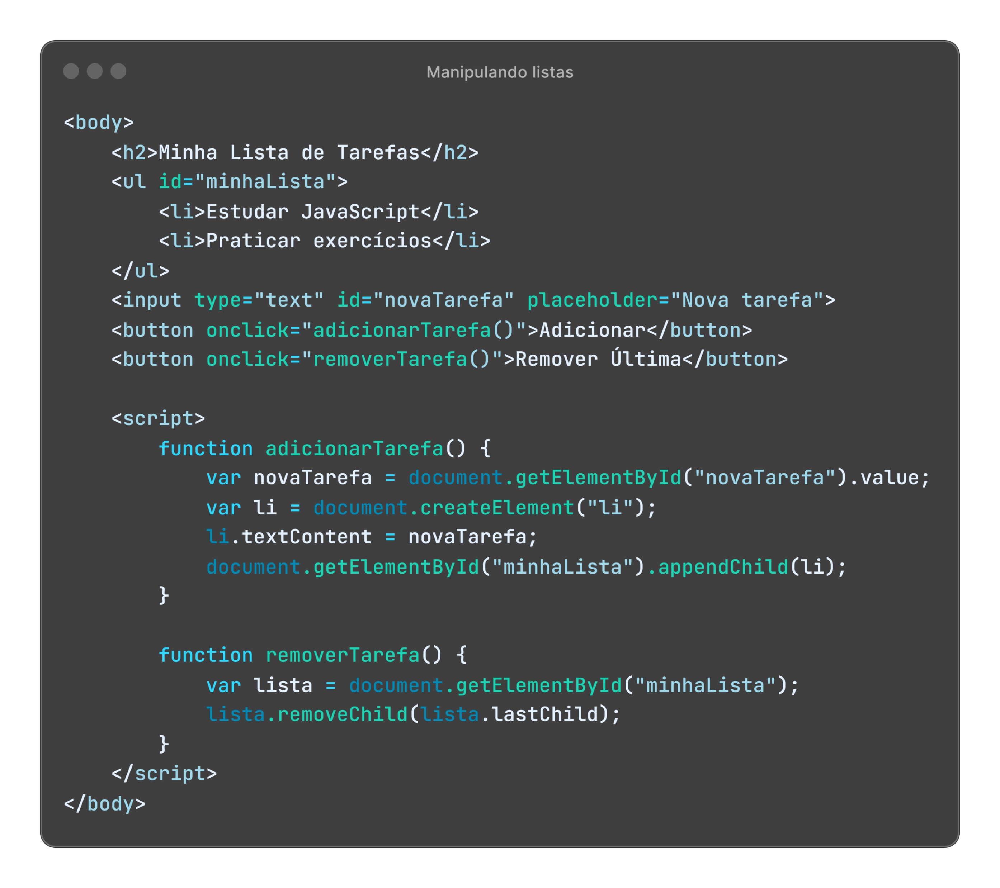 Manipulando listas
<body>
    <h2>Minha Lista de Tarefas</h2>
    <ul id="minhaLista">
        <li>Estudar JavaScript</li>
        <li>Praticar exercícios</li>
    </ul>
    <input type="text" id="novaTarefa" placeholder="Nova tarefa">
    <button onclick="adicionarTarefa()">Adicionar</button>
    <button onclick="removerTarefa()">Remover Última</button>

    <script>
        function adicionarTarefa() {
            var novaTarefa = document.getElementById("novaTarefa").value;
            var li = document.createElement("li");
            li.textContent = novaTarefa;
            document.getElementById("minhaLista").appendChild(li);
        }

        function removerTarefa() {
            var lista = document.getElementById("minhaLista");
            lista.removeChild(lista.lastChild);
        }
    </script>
</body>